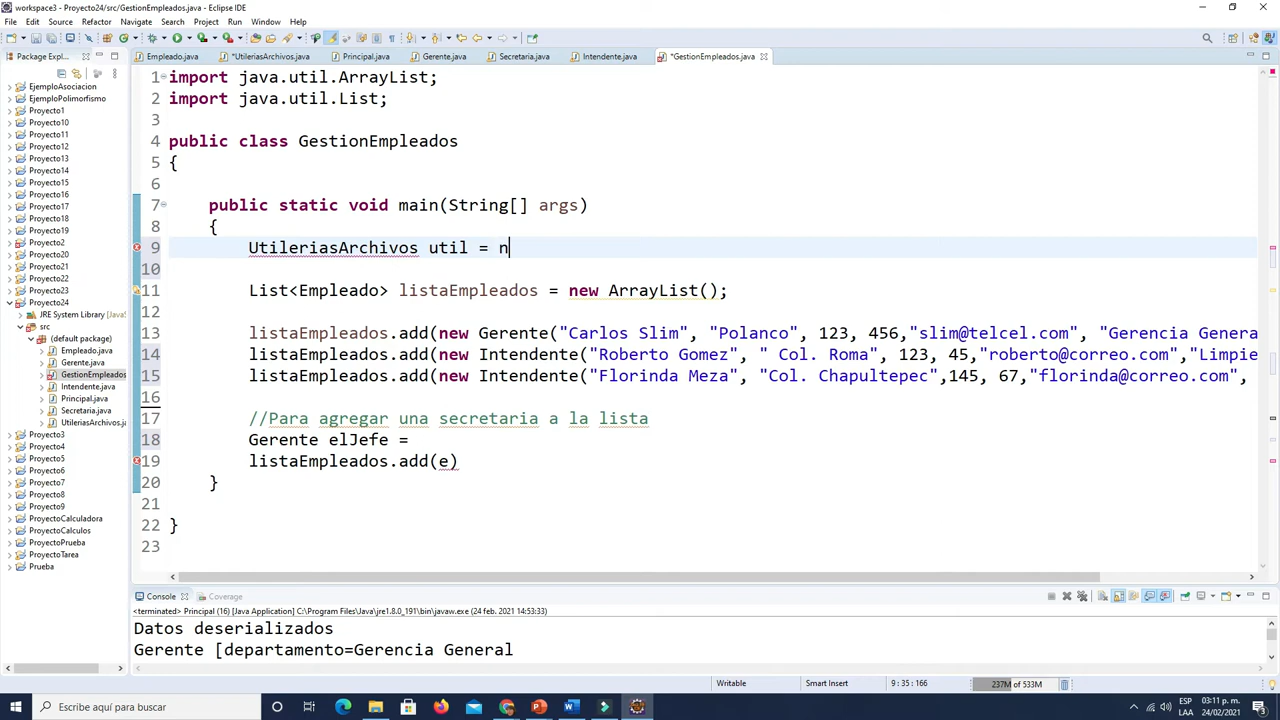 workspace3 - Proyecto24/src/GestionEmpleados.java - Eclipse IDE
File Edit Source Refactor Navigate Search Project Run Window Help
Package Expl...
Empleado.java *UtileriasArchivos.java Principal.java Gerente.java Secretaria.java Intendente.java *GestionEmpleados.java
EjemploAsociacion
EjemploPolimorfismo
Proyecto1
Proyecto10
Proyecto11
Proyecto12
Proyecto13
Proyecto14
Proyecto15
Proyecto16
Proyecto17
Proyecto18
Proyecto19
Proyecto2
Proyecto20
Proyecto21
Proyecto22
Proyecto23
Proyecto24
JRE System Library [JavaS
src
(default package)
Empleado.java
Gerente.java
GestionEmpleados
Intendente.java
Principal.java
Secretaria.java
UtileriasArchivos.j
Proyecto3
Proyecto4
Proyecto5
Proyecto6
Proyecto7
Proyecto8
Proyecto9
ProyectoCalculadora
ProyectoCalculos
ProyectoPrueba
ProyectoTarea
Prueba
1 import java.util.ArrayList;
2 import java.util.List;
3
4 public class GestionEmpleados
5 {
6
7 public static void main(String[] args)
8 {
9 UtileriasArchivos util = n
10
11 List<Empleado> listaEmpleados = new ArrayList();
12
13 listaEmpleados.add(new Gerente("Carlos Slim", "Polanco", 123, 456,"slim@telcel.com", "Gerencia Genera
14 listaEmpleados.add(new Intendente("Roberto Gomez", " Col. Roma", 123, 45,"roberto@correo.com","Limpie
15 listaEmpleados.add(new Intendente("Florinda Meza", "Col. Chapultepec",145, 67,"florinda@correo.com",
16
17 //Para agregar una secretaria a la lista
18 Gerente elJefe =
19 listaEmpleados.add(e)
20 }
21
22 }
23
Console Coverage
<terminated> Principal (16) [Java Application] C:\Program Files\Java\jre1.8.0_191\bin\javaw.exe (24 feb. 2021 14:53:33)
Datos deserializados
Gerente [departamento=Gerencia General
Writable Smart Insert 9 : 35 : 166 237M of 533M
Escribe aquí para buscar
ESP
LAA
03:11 p. m.
24/02/2021